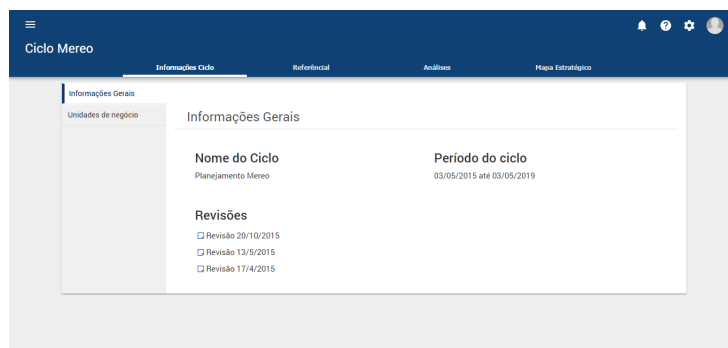 Ciclo Mereo
Informações Ciclo Referêncial Análises Mapa Estratégico
Informações Gerais
Unidades de negócio
Informações Gerais
Nome do Ciclo Período do ciclo
Planejamento Mereo 03/05/2015 até 03/05/2019
Revisões
Revisão 20/10/2015
Revisão 13/5/2015
Revisão 17/4/2015